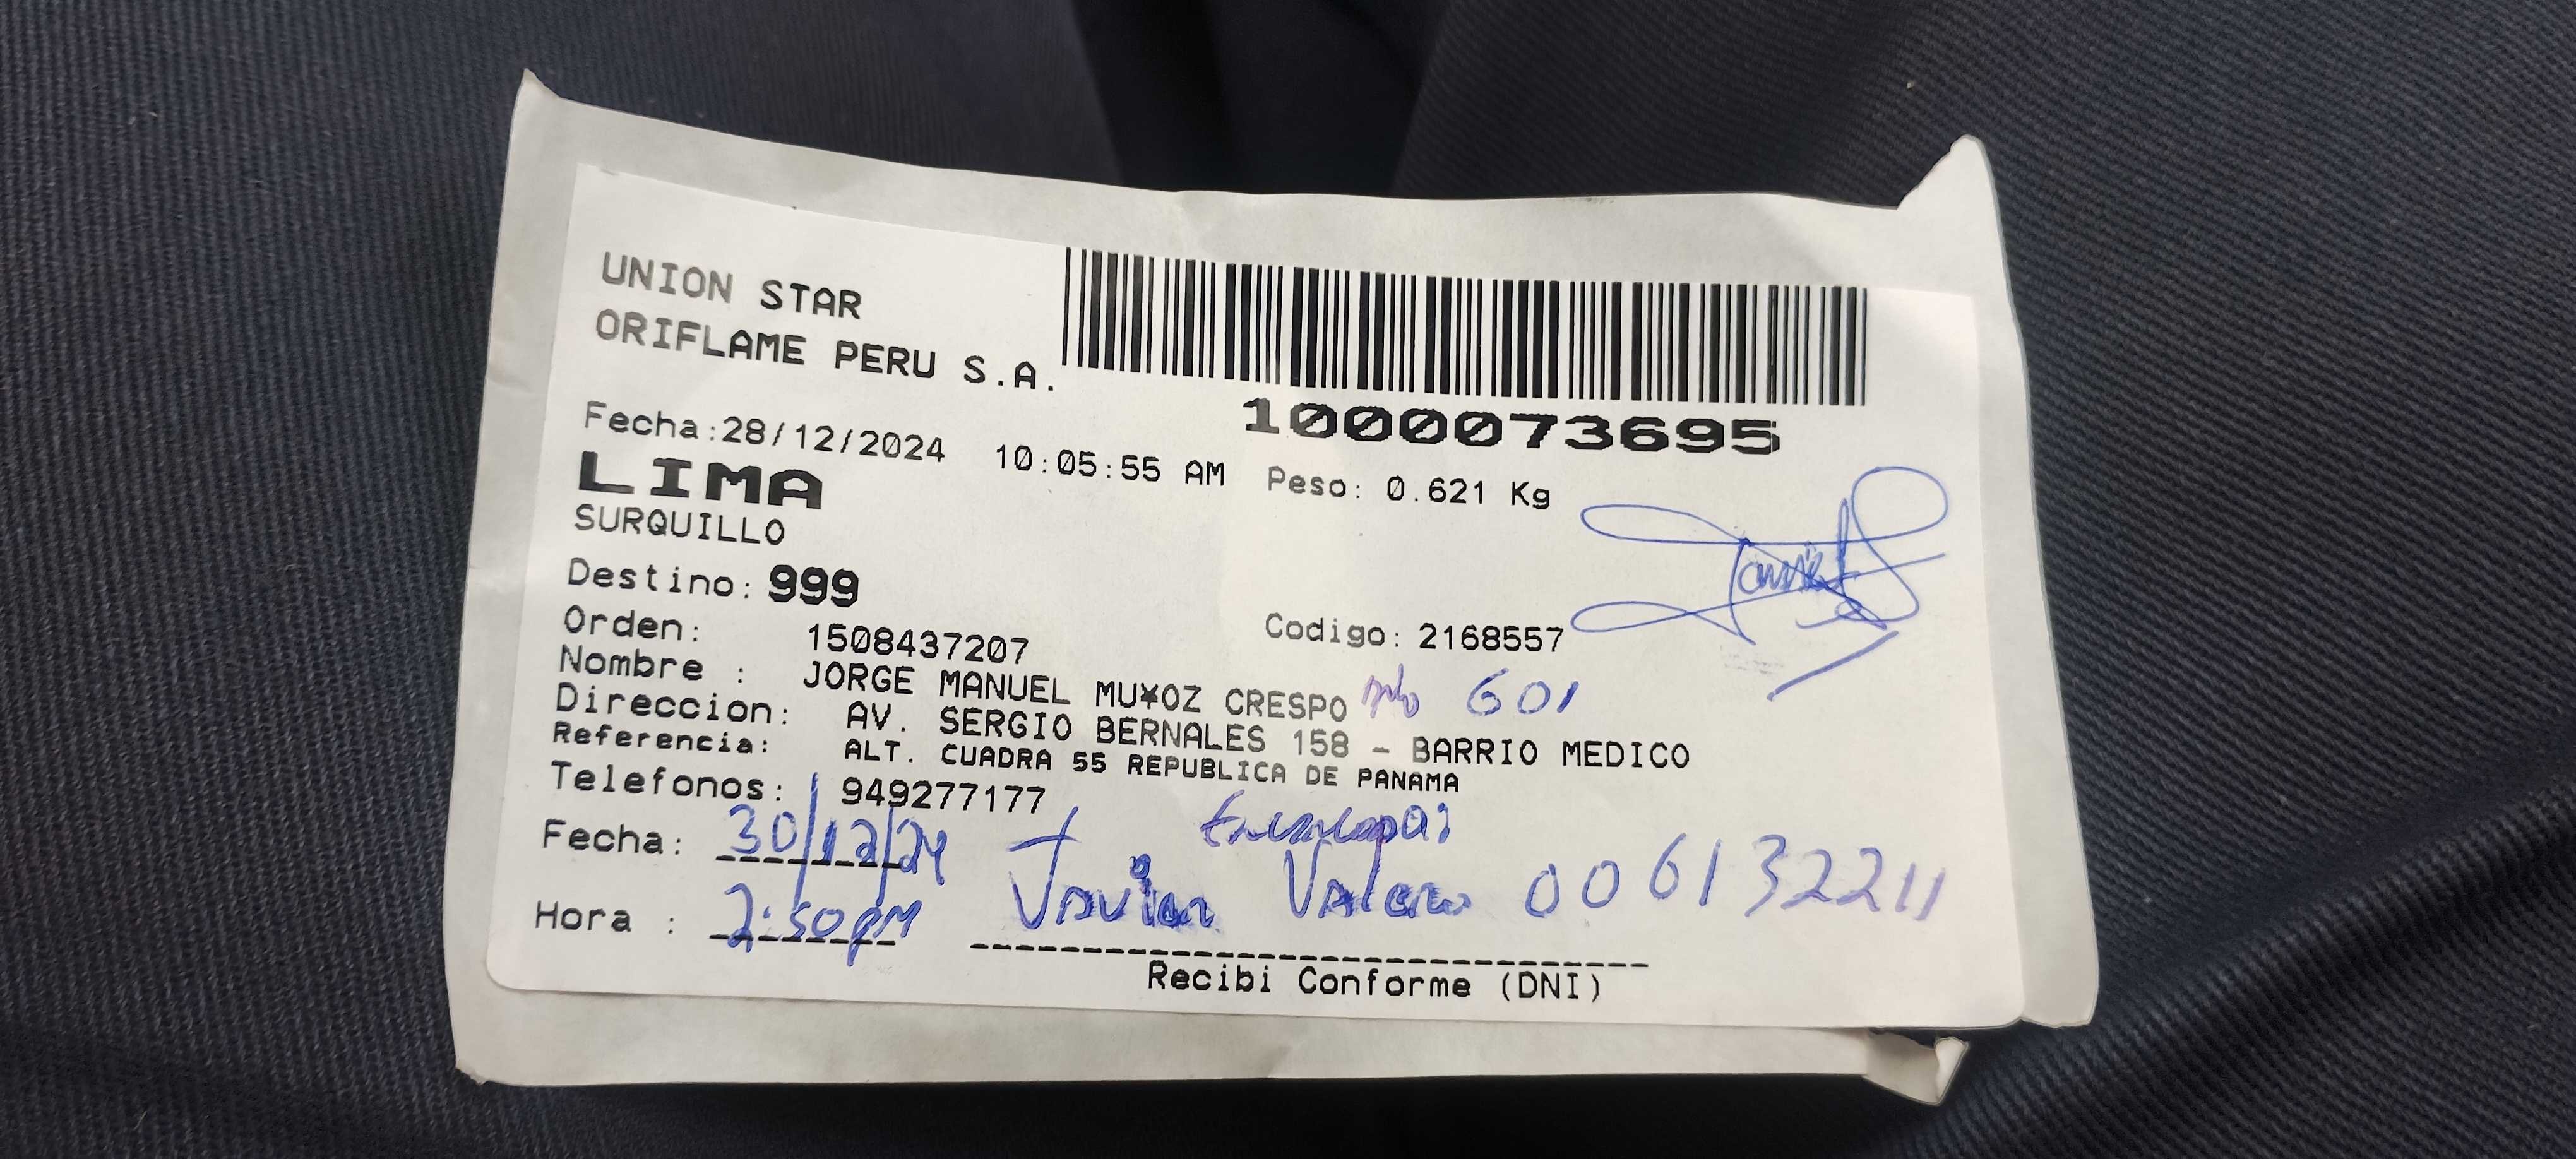 UNION STAR
ORIFLAME PERU S.A.
1000073695
Fecha:28/12/2024 10:05:55 AM Peso: 0.621 Kg
LIMA
SURQUILLO
Destino: 999
Orden: 1508437207 Codigo: 2168557
Nombre : JORGE MANUEL MU¥OZ CRESPO 601
Direccion: AV. SERGIO BERNALES 158 - BARRIO MEDICO
Referencia: ALT. CUADRA 55 REPUBLICA DE PANAMA
Telefonos: 949277177
Fecha: 30/12/24
Hora : 2:50pM Javier Valero 006132211
Recibi Conforme (DNI)